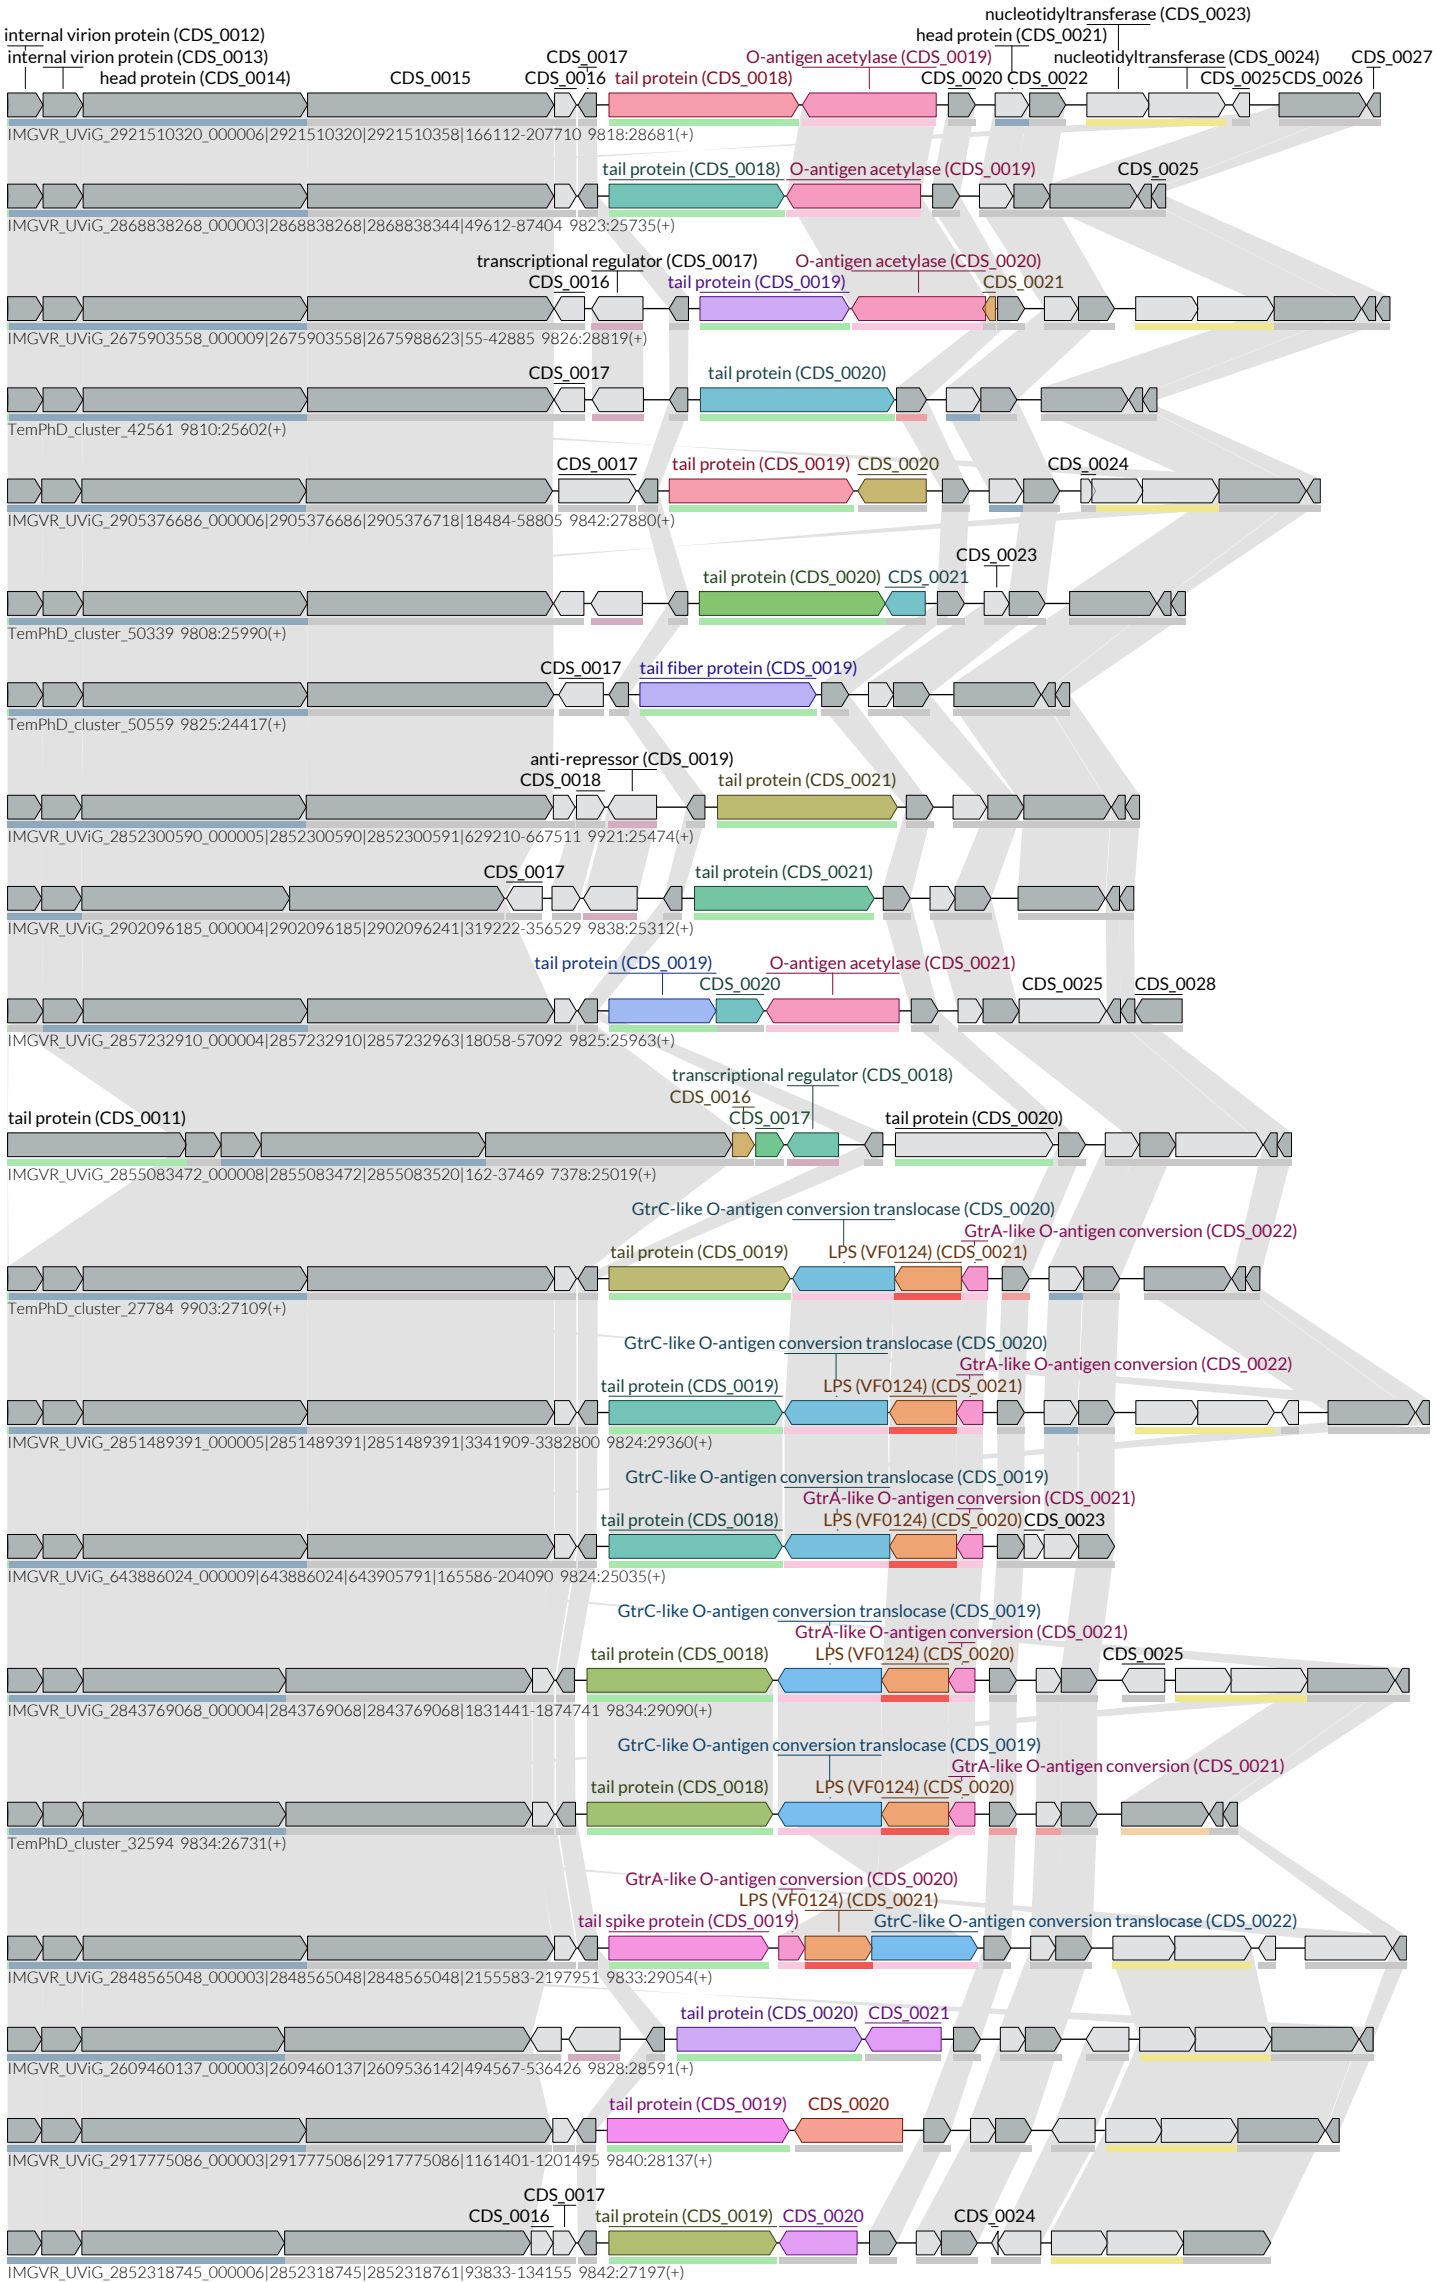 nucleotidyltransferase (CDS_0023)
internal virion protein (CDS_0012)
head protein (CDS_0021)
internal virion protein (CDS_0013)
CDS_0017
O-antigen acetylase (CDS_0019)
nucleotidyltransferase (CDS_0024)
CDS_0027
head protein (CDS_0014)
CDS_0015
CDS_0016
tail protein (CDS_0018)
CDS_0020
CDS_0022
CDS_0025
CDS_0026
IMGVR_UViG_2921510320_000006|2921510320|2921510358|166112-207710 9818:28681(+)
tail protein (CDS_0018)
O-antigen acetylase (CDS_0019)
CDS_0025
IMGVR_UViG_2868838268_000003|2868838268|2868838344|49612-87404 9823:25735(+)
transcriptional regulator (CDS_0017)
O-antigen acetylase (CDS_0020)
CDS_0016
tail protein (CDS_0019)
CDS_0021
IMGVR_UViG_2675903558_000009|2675903558|2675988623|55-42885 9826:28819(+)
CDS_0017
tail protein (CDS_0020)
TemPhD_cluster_42561 9810:25602(+)
CDS_0017
tail protein (CDS_0019)
CDS_0020
CDS_0024
IMGVR_UViG_2905376686_000006|2905376686|2905376718|18484-58805 9842:27880(+)
CDS_0023
tail protein (CDS_0020)
CDS_0021
TemPhD_cluster_50339 9808:25990(+)
CDS_0017
tail fiber protein (CDS_0019)
TemPhD_cluster_50559 9825:24417(+)
anti-repressor (CDS_0019)
CDS_0018
tail protein (CDS_0021)
IMGVR_UViG_2852300590_000005|2852300590|2852300591|629210-667511 9921:25474(+)
CDS_0017
tail protein (CDS_0021)
IMGVR_UViG_2902096185_000004|2902096185|2902096241|319222-356529 9838:25312(+)
tail protein (CDS_0019)
O-antigen acetylase (CDS_0021)
CDS_0020
CDS_0025
CDS_0028
IMGVR_UViG_2857232910_000004|2857232910|2857232963|18058-57092 9825:25963(+)
transcriptional regulator (CDS_0018)
CDS_0016
tail protein (CDS_0011)
CDS_0017
tail protein (CDS_0020)
IMGVR_UViG_2855083472_000008|2855083472|2855083520|162-37469 7378:25019(+)
GtrC-like O-antigen conversion translocase (CDS_0020)
GtrA-like O-antigen conversion (CDS_0022)
tail protein (CDS_0019)
LPS (VF0124) (CDS_0021)
TemPhD_cluster_27784 9903:27109(+)
GtrC-like O-antigen conversion translocase (CDS_0020)
GtrA-like O-antigen conversion (CDS_0022)
tail protein (CDS_0019)
LPS (VF0124) (CDS_0021)
IMGVR_UViG_2851489391_000005|2851489391|2851489391|3341909-3382800 9824:29360(+)
GtrC-like O-antigen conversion translocase (CDS_0019)
GtrA-like O-antigen conversion (CDS_0021)
tail protein (CDS_0018)
LPS (VF0124) (CDS_0020)
CDS_0023
IMGVR_UViG_643886024_000009|643886024|643905791|165586-204090 9824:25035(+)
GtrC-like O-antigen conversion translocase (CDS_0019)
GtrA-like O-antigen conversion (CDS_0021)
tail protein (CDS_0018)
LPS (VF0124) (CDS_0020)
CDS_0025
IMGVR_UViG_2843769068_000004|2843769068|2843769068|1831441-1874741 9834:29090(+)
GtrC-like O-antigen conversion translocase (CDS_0019)
GtrA-like O-antigen conversion (CDS_0021)
tail protein (CDS_0018)
LPS (VF0124) (CDS_0020)
TemPhD_cluster_32594 9834:26731(+)
GtrA-like O-antigen conversion (CDS_0020)
LPS (VF0124) (CDS_0021)
tail spike protein (CDS_0019)
GtrC-like O-antigen conversion translocase (CDS_0022)
IMGVR_UViG_2848565048_000003|2848565048|2848565048|2155583-2197951 9833:29054(+)
tail protein (CDS_0020)
CDS_0021
IMGVR_UViG_2609460137_000003|2609460137|2609536142|494567-536426 9828:28591(+)
tail protein (CDS_0019)
CDS_0020
IMGVR_UViG_2917775086_000003|2917775086|2917775086|1161401-1201495 9840:28137(+)
CDS_0017
CDS_0016
tail protein (CDS_0019)
CDS_0020
CDS_0024
IMGVR_UViG_2852318745_000006|2852318745|2852318761|93833-134155 9842:27197(+)